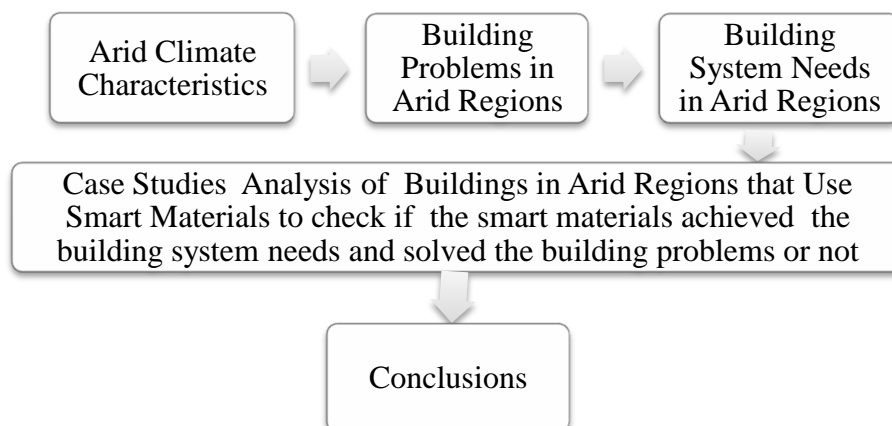 Arid Climate
Characteristics
Building
Problems in
Arid Regions
Building
System Needs
in Arid Regions
Case Studies Analysis of Buildings in Arid Regions that Use
Smart Materials to check if the smart materials achieved the
building system needs and solved the building problems or not
Conclusions